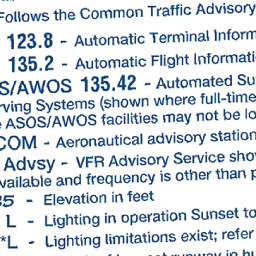 Follows the Common Traffic Advisory
123.8 - Automatic Terminal Inform
135.2 - Automatic Flight Informati
S/AWOS 135.42 - Automated Su
rving Systems (shown where full-time
ASOS/AWOS facilities may not be lo
COM - Aeronautical advisory station
Advsy - VFR Advisory Service sho
vailable and frequency is other than p
85 - Elevation in feet
L - Lighting in operation Sunset to
*L - Lighting limitations exist; refer